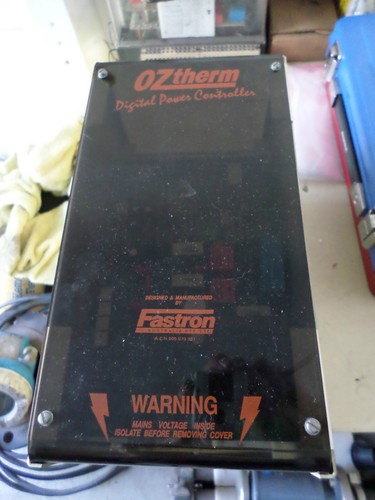 OZtherm
Digital Power Controller
DESIGNED & MANUFACTURED
BY
Fastron
WARNING
MAINS VOLTAGE INSIDE
ISOLATE BEFORE REMOVING COVER